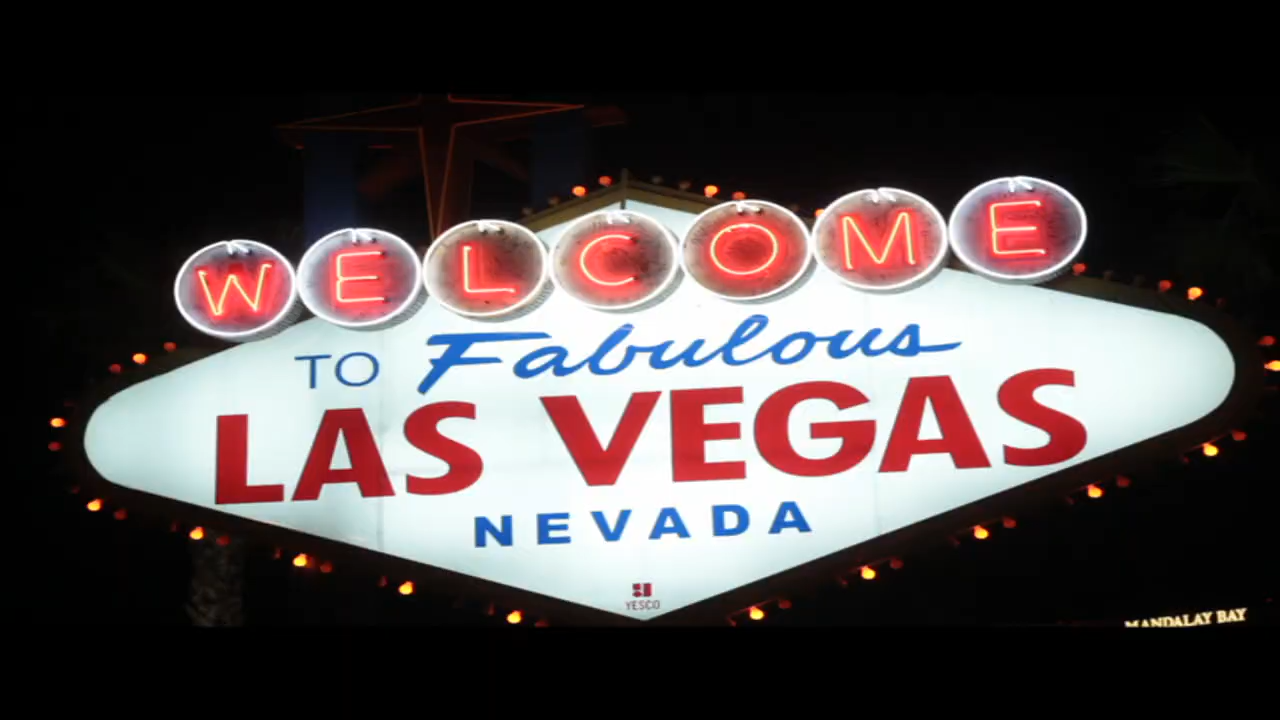 WELCOME
TO Fabulous
LAS VEGAS
NEVADA
YESCO
MANDALAY BAY